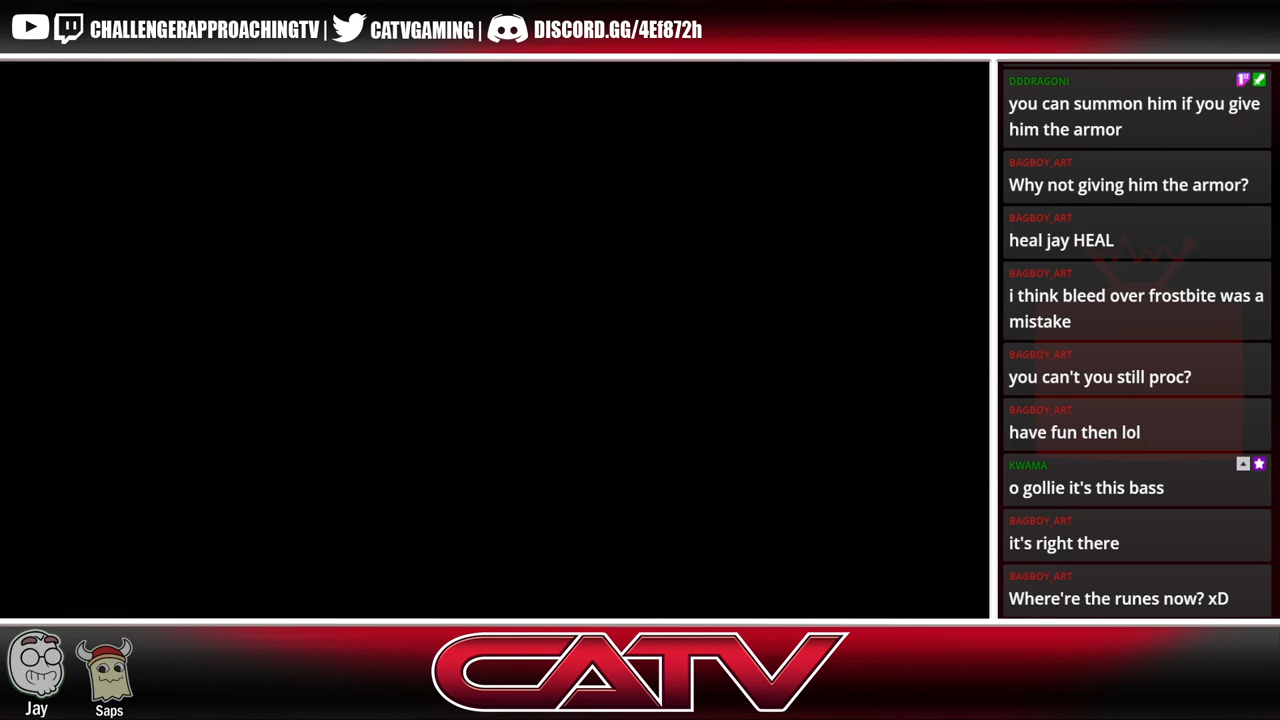 CHALLENGERAPPROACHINGTV | CATVGAMING | DISCORD.GG/4Ef872h
DDDRAGONI
you can summon him if you give
him the armor
BAGBOY_ART
Why not giving him the armor?
BAGBOY_ART
heal jay HEAL
BAGBOY_ART
i think bleed over frostbite was a
mistake
BAGBOY_ART
you can't you still proc?
BAGBOY_ART
have fun then lol
KWAMA
o gollie it's this bass
BAGBOY_ART
it's right there
BAGBOY_ART
Where're the runes now? xD
Jay
Saps
CATV